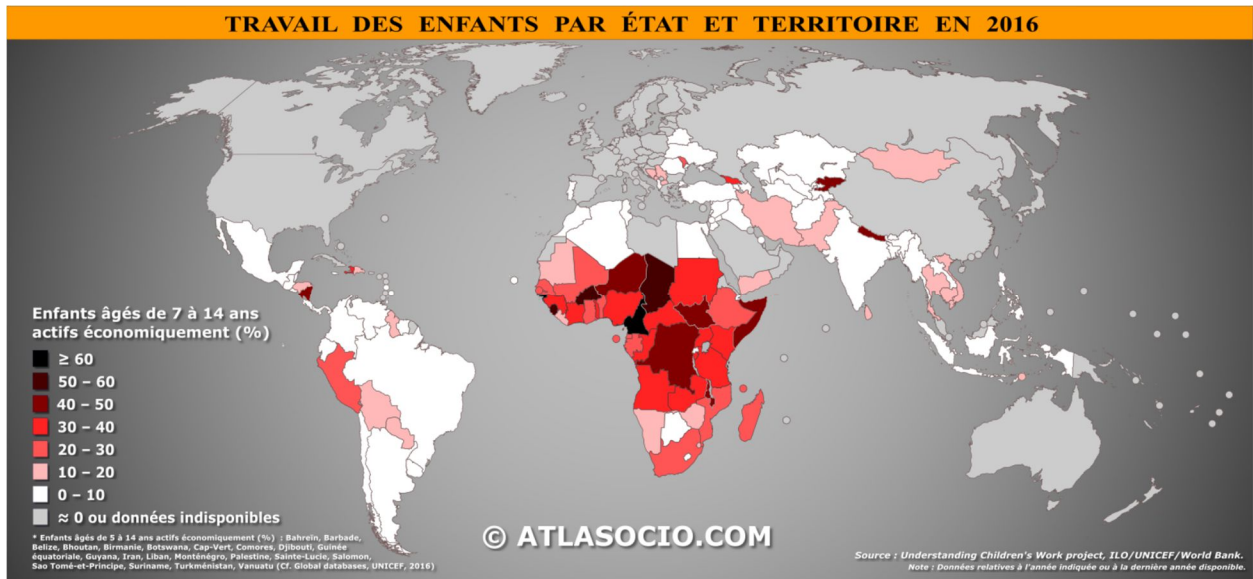 TRAVAIL DES ENFANTS PAR ÉTAT ET TERRITOIRE EN 2016
Enfants âgés de 7 à 14 ans
actifs économiquement (%)
≥ 60
50 – 60
40 – 50
30 – 40
20 – 30
10 – 20
0 – 10
≈ 0 ou données indisponibles
* Enfants âgés de 5 à 14 ans actifs économiquement (%) : Bahreïn, Barbade,
Belize, Bhoutan, Birmanie, Botswana, Cap-Vert, Comores, Djibouti, Guinée
équatoriale, Guyana, Iran, Liban, Monténégro, Palestine, Sainte-Lucie, Salomon,
Sao Tomé-et-Principe, Suriname, Turkménistan, Vanuatu (Cf. Global databases, UNICEF, 2016)
© ATLASOCIO.COM
Source : Understanding Children's Work project, ILO/UNICEF/World Bank.
Note : Données relatives à l'année indiquée ou à la dernière année disponible.